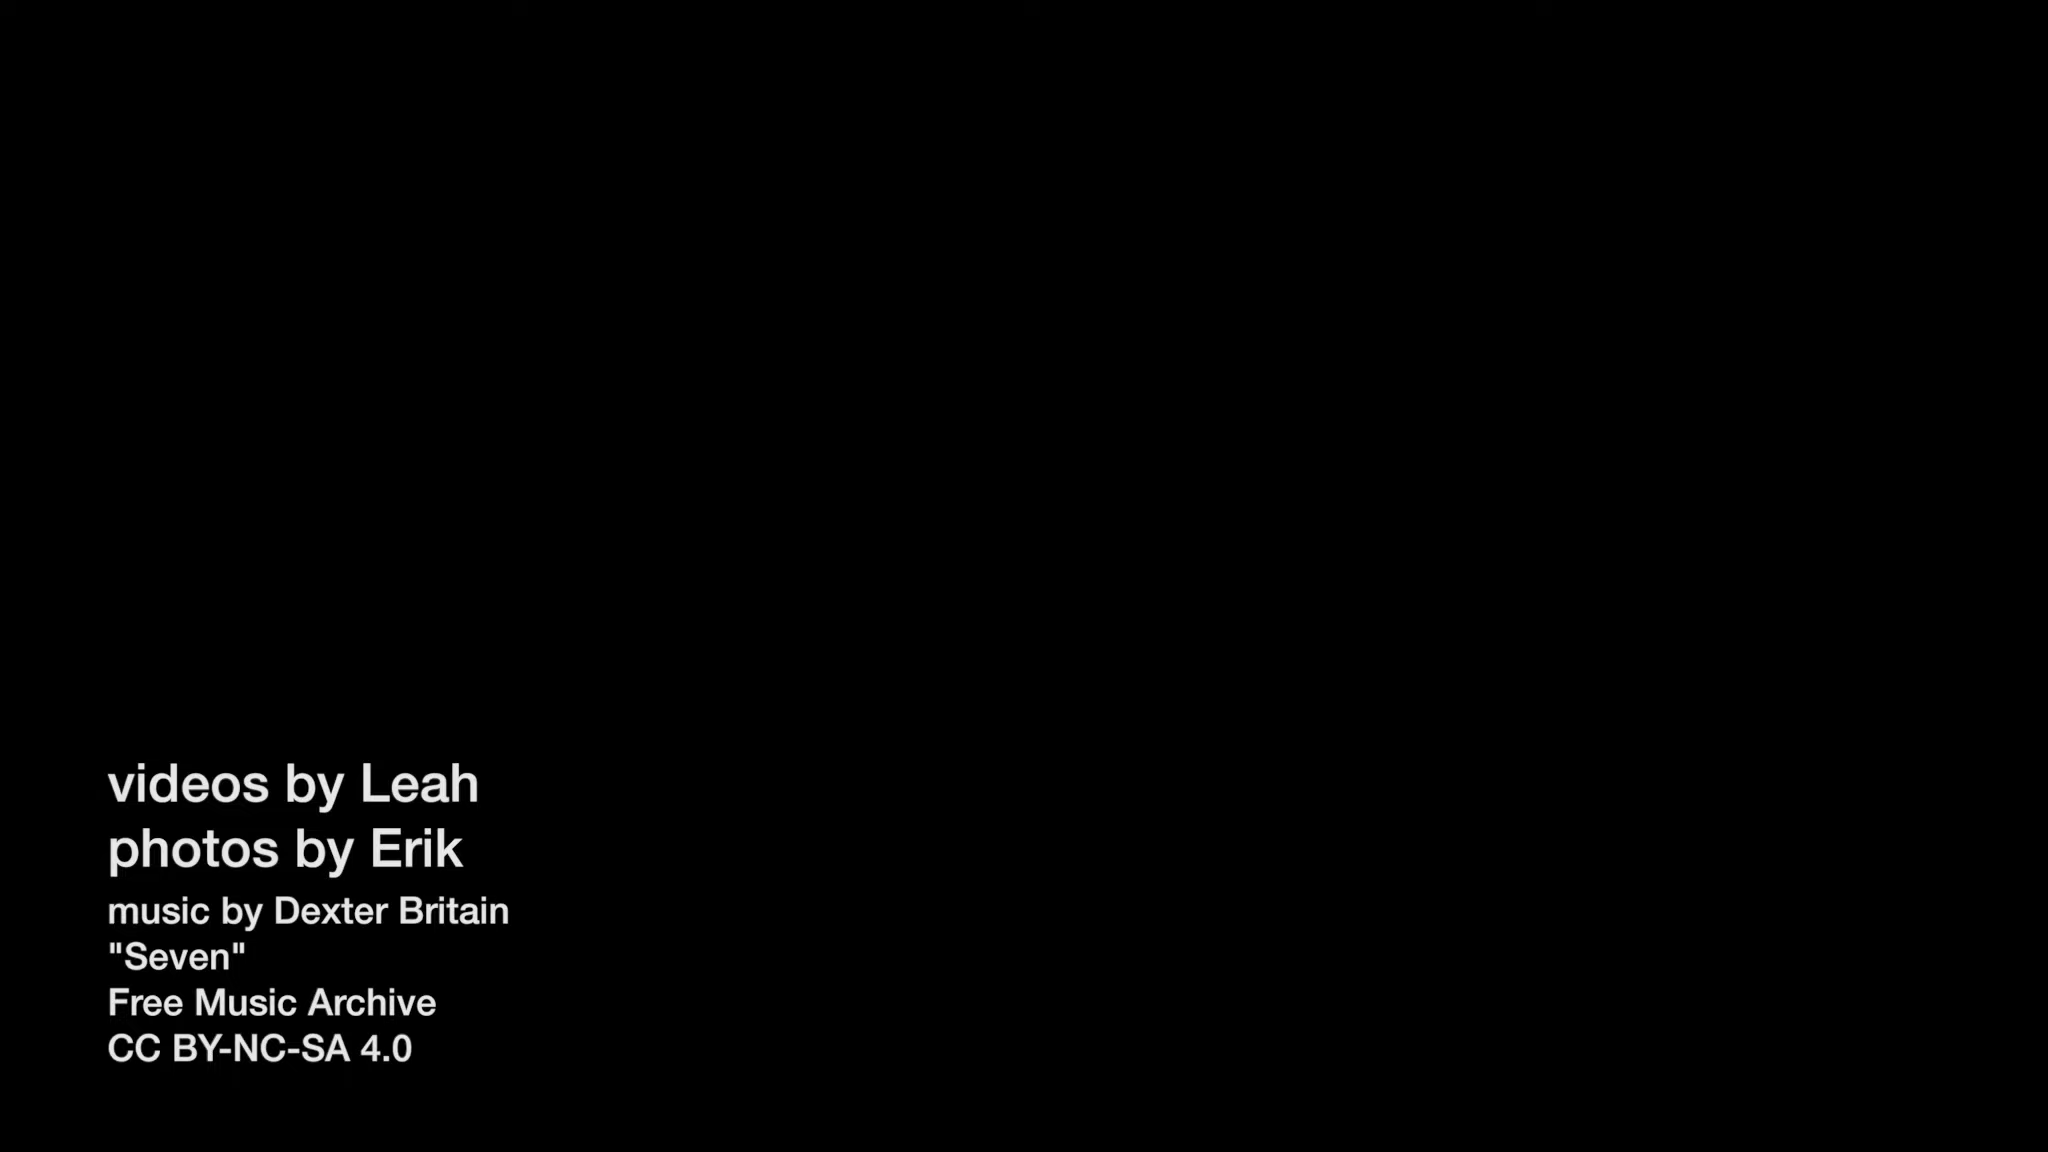 videos by Leah
photos by Erik
music by Dexter Britain
"Seven"
Free Music Archive
CC BY-NC-SA 4.0